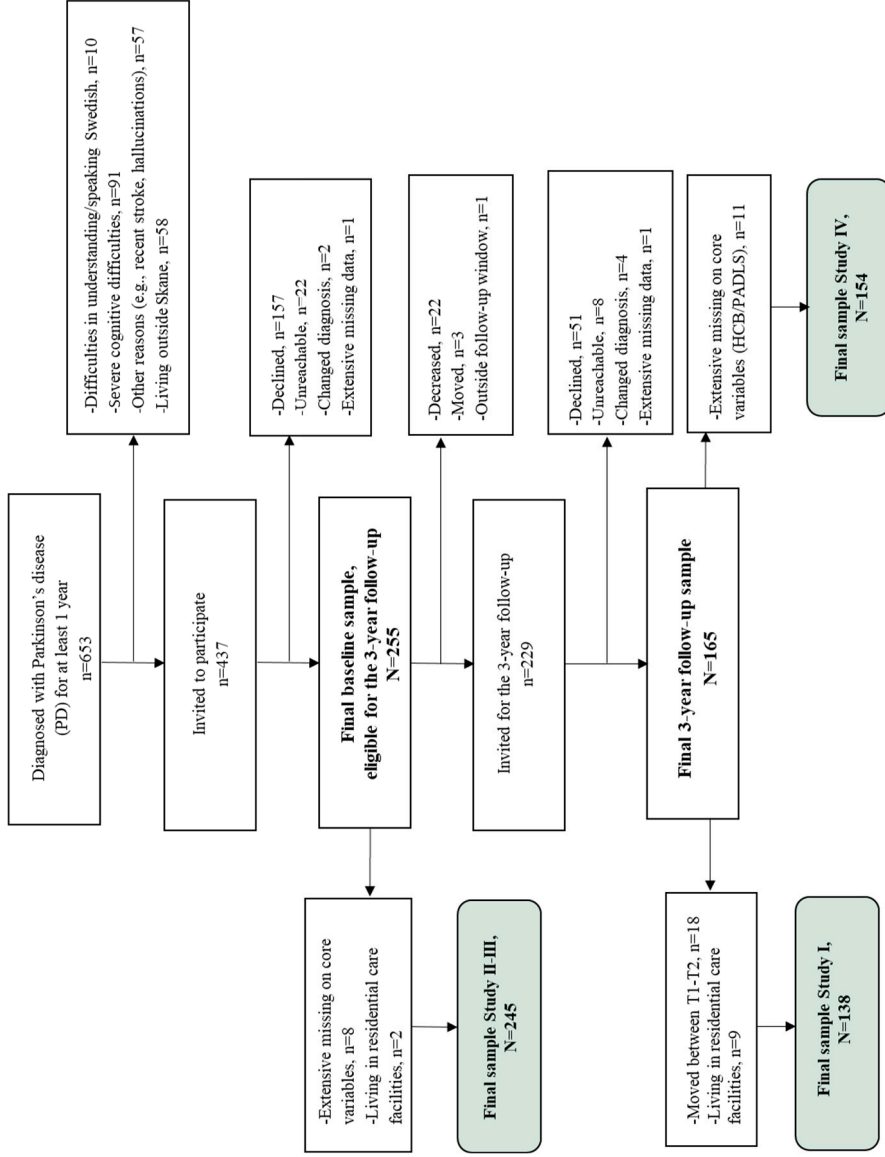 Diagnosed with Parkinson's disease
(PD) for at least 1 year
n=653
-Difficulties in understanding/speaking Swedish, n=10
-Severe cognitive difficulties, n=91
-Other reasons (e.g., recent stroke, hallucinations), n=57
-Living outside Skane, n=58
Invited to participate
n=437
-Declined, n=157
-Unreachable, n=22
-Changed diagnosis, n=2
-Extensive missing data, n=1
Final baseline sample,
eligible for the 3-year follow-up
N=255
-Extensive missing on core
variables, n=8
-Living in residential care
facilities, n=2
Final sample Study II-III,
N=245
-Decreased, n=22
-Moved, n=3
-Outside follow-up window, n=1
Invited for the 3-year follow-up
n=229
-Declined, n=51
-Unreachable, n=8
-Changed diagnosis, n=4
-Extensive missing data, n=1
Final 3-year follow-up sample
N=165
-Moved between T1-T2, n=18
-Living in residential care
facilities, n=9
Final sample Study I,
N=138
-Extensive missing on core
variables (HCB/PADLS), n=11
Final sample Study IV,
N=154